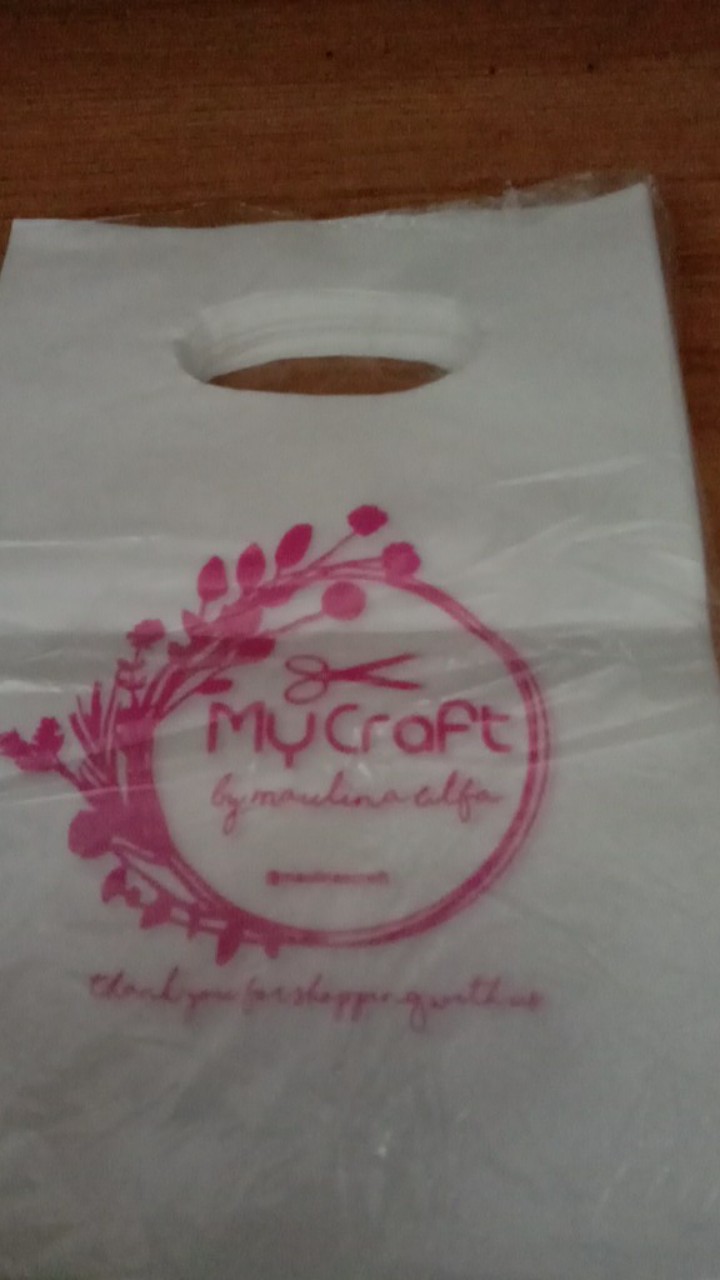 MyCraft
by maulina alfa
thank you for shopping with us